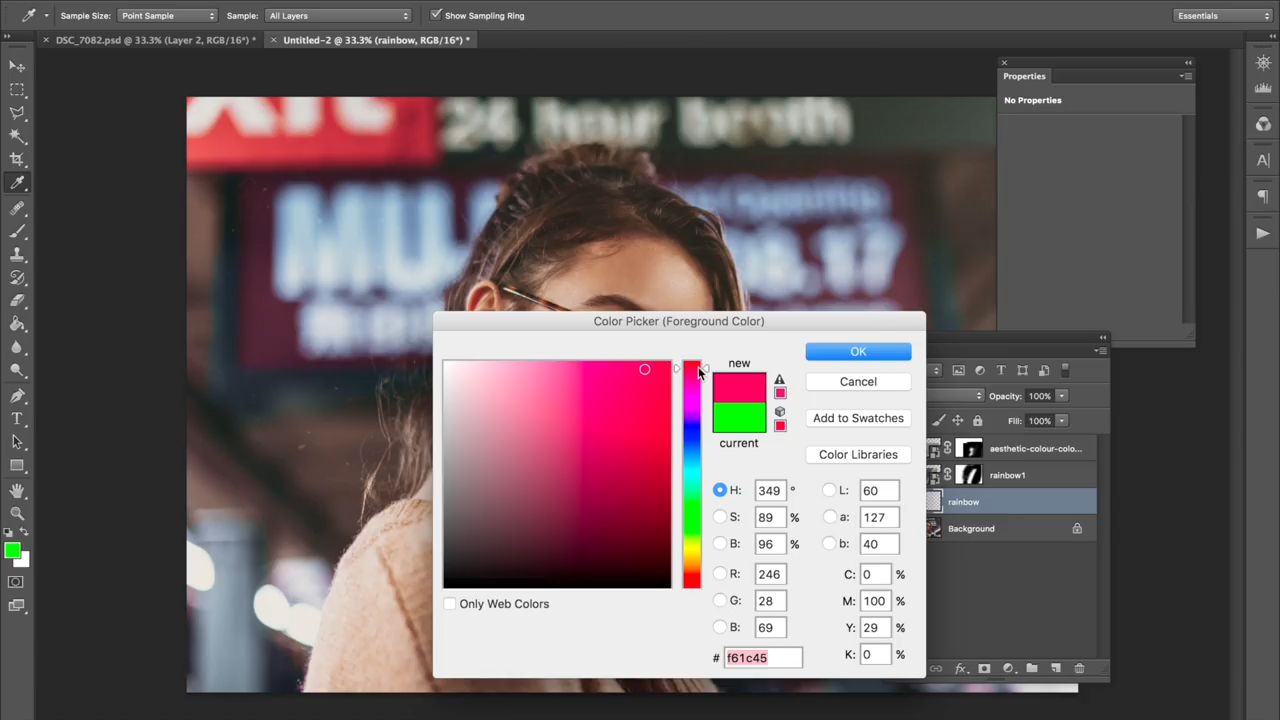 Sample Size: Point Sample Sample: All Layers Show Sampling Ring Essentials
DSC_7082.psd @ 33.3% (Layer 2, RGB/16*) * Untitled-2 @ 33.3% (rainbow, RGB/16*) *
Properties
No Properties
24 hour booth
Color Picker (Foreground Color)
new
current
OK
Cancel
Add to Swatches
Color Libraries
H: 349 °
S: 89 %
B: 96 %
R: 246
G: 28
B: 69
# f61c45
L: 60
a: 127
b: 40
C: 0 %
M: 100 %
Y: 29 %
K: 0 %
Only Web Colors
Opacity: 100%
Fill: 100%
aesthetic-colour-colo...
rainbow1
rainbow
Background